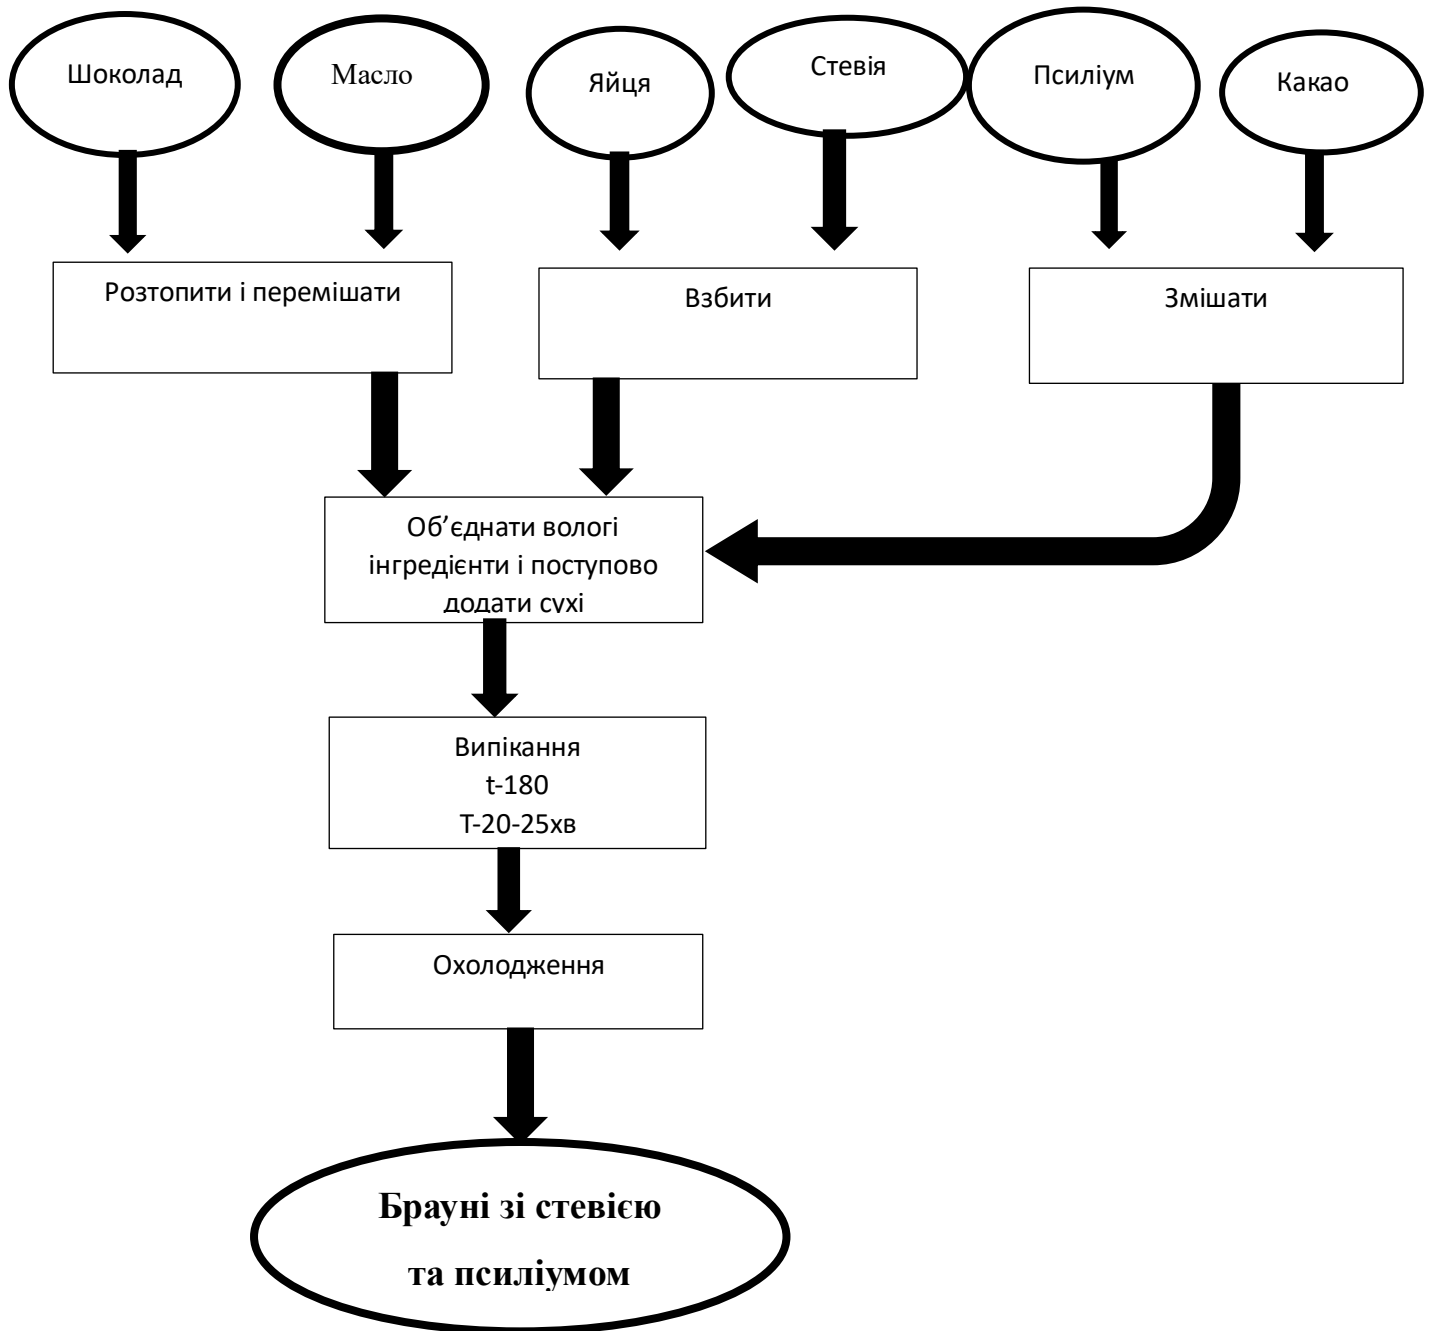 Шоколад
Масло
Яйця
Стевія
Псиліум
Какао
Розтопити і перемішати
Взбити
Змішати
Об’єднати вологі
інгредієнти і поступово
додати сухі
Випікання
t-180
Т-20-25хв
Охолодження
Брауні зі стевією
та псиліумом